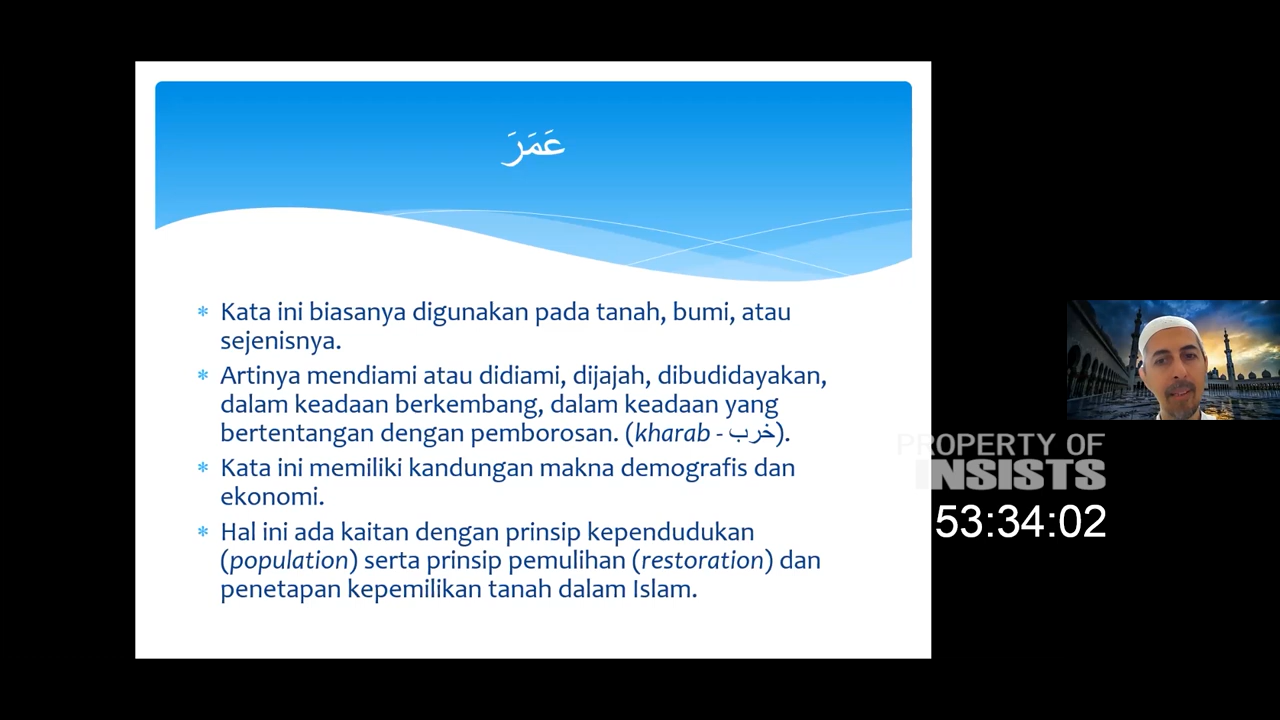 عَمَرَ
* Kata ini biasanya digunakan pada tanah, bumi, atau
sejenisnya.
* Artinya mendiami atau didiami, dijajah, dibudidayakan,
dalam keadaan berkembang, dalam keadaan yang
bertentangan dengan pemborosan. (kharab - خرب).
* Kata ini memiliki kandungan makna demografis dan
ekonomi.
* Hal ini ada kaitan dengan prinsip kependudukan
(population) serta prinsip pemulihan (restoration) dan
penetapan kepemilikan tanah dalam Islam.
PROPERTY OF
INSISTS
53:34:02